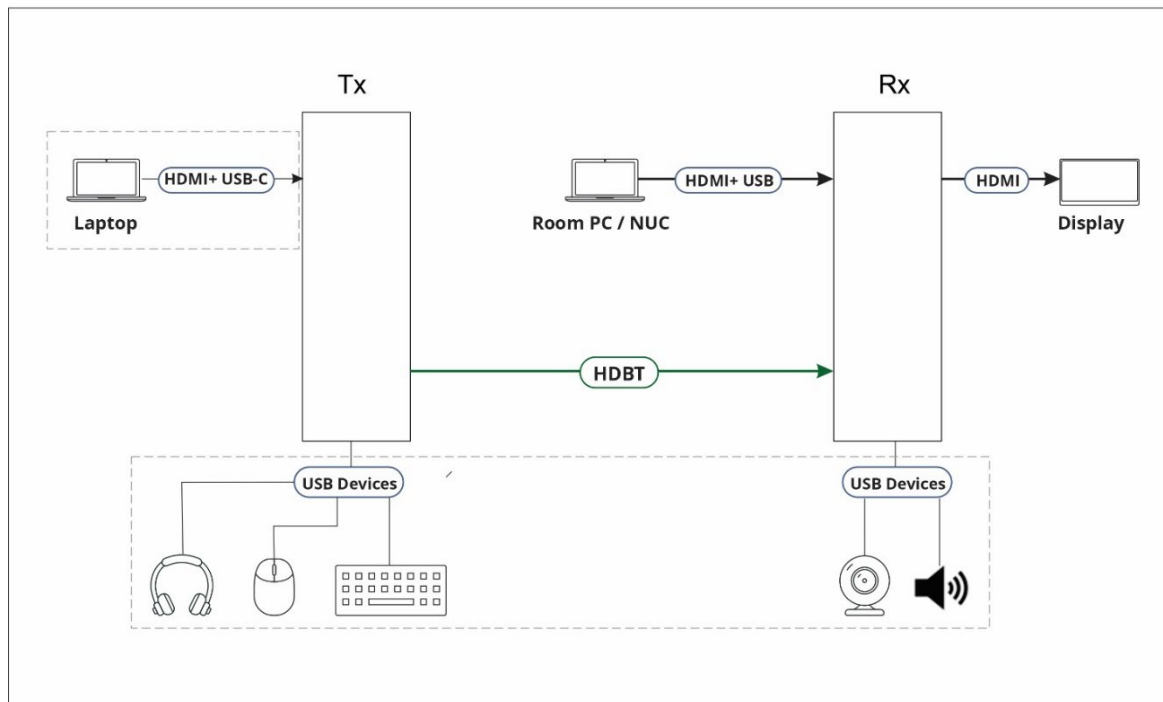 Tx
Rx
HDMI+ USB-C
HDMI+ USB
HDMI
Laptop
Room PC / NUC
Display
HDBT
USB Devices
USB Devices